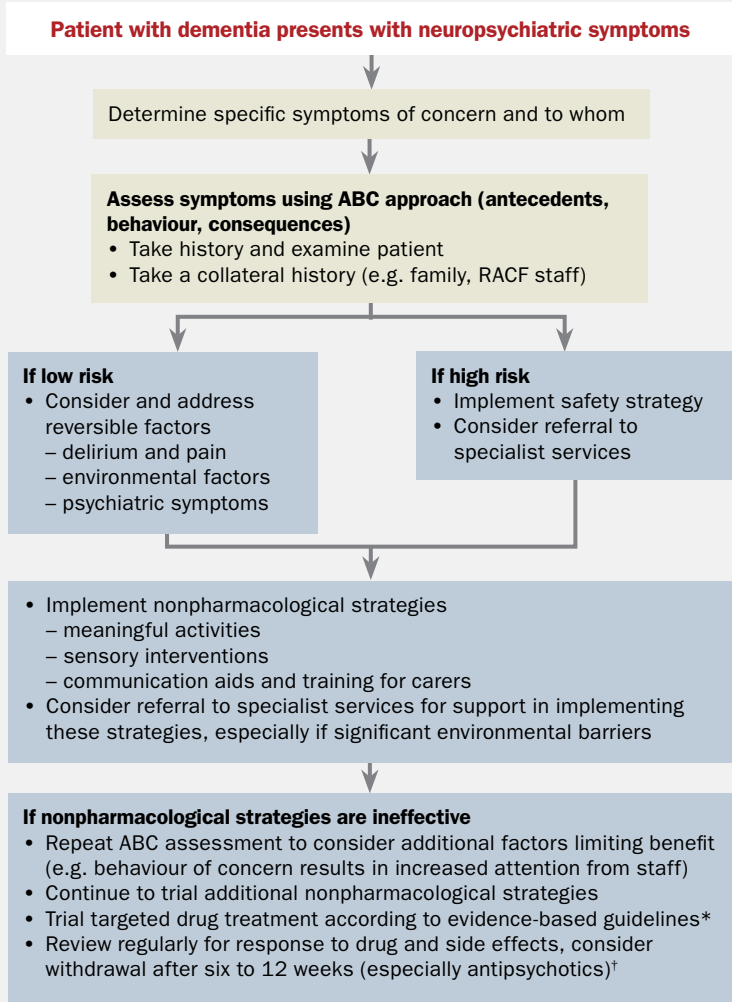 Patient with dementia presents with neuropsychiatric symptoms
Determine specific symptoms of concern and to whom
Assess symptoms using ABC approach (antecedents,
behaviour, consequences)
• Take history and examine patient
• Take a collateral history (e.g. family, RACF staff)
If low risk
• Consider and address
reversible factors
– delirium and pain
– environmental factors
– psychiatric symptoms
If high risk
• Implement safety strategy
• Consider referral to
specialist services
• Implement nonpharmacological strategies
– meaningful activities
– sensory interventions
– communication aids and training for carers
• Consider referral to specialist services for support in implementing
these strategies, especially if significant environmental barriers
If nonpharmacological strategies are ineffective
• Repeat ABC assessment to consider additional factors limiting benefit
(e.g. behaviour of concern results in increased attention from staff)
• Continue to trial additional nonpharmacological strategies
• Trial targeted drug treatment according to evidence-based guidelines*
• Review regularly for response to drug and side effects, consider
withdrawal after six to 12 weeks (especially antipsychotics)†